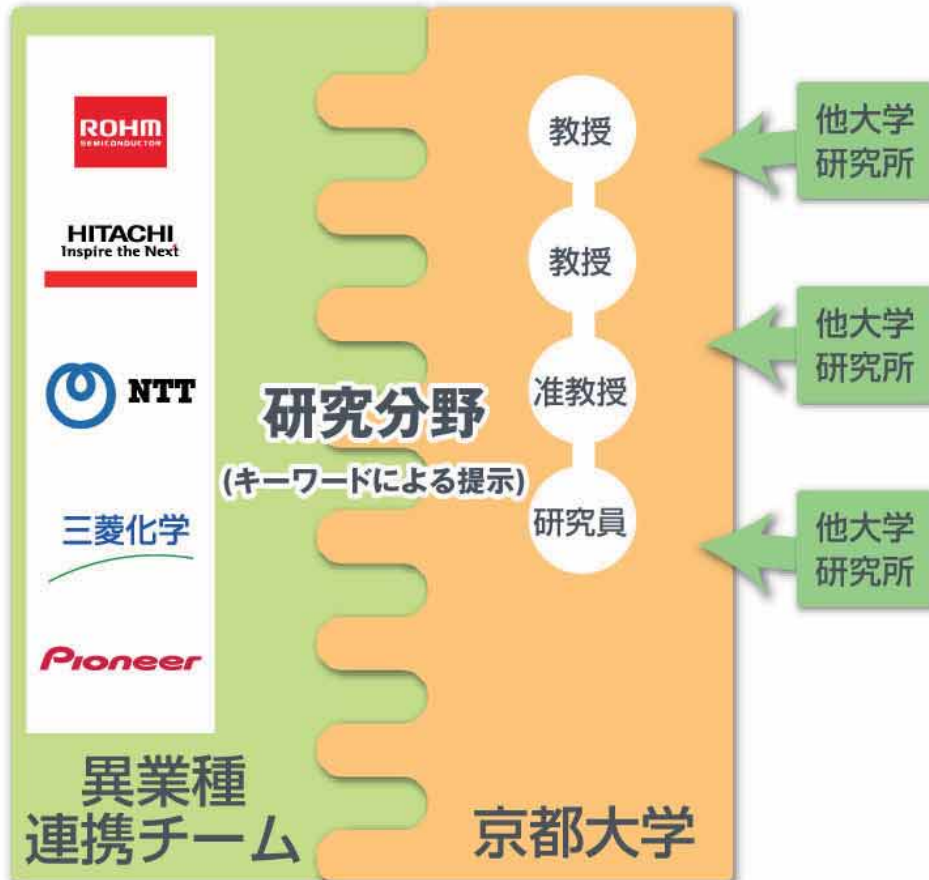 ROHM
SEMICONDUCTOR
HITACHI
Inspire the Next
NTT
三菱化学
Pioneer
異業種
連携チーム
研究分野
(キーワードによる提示)
教授
教授
准教授
研究員
京都大学
他大学
研究所
他大学
研究所
他大学
研究所